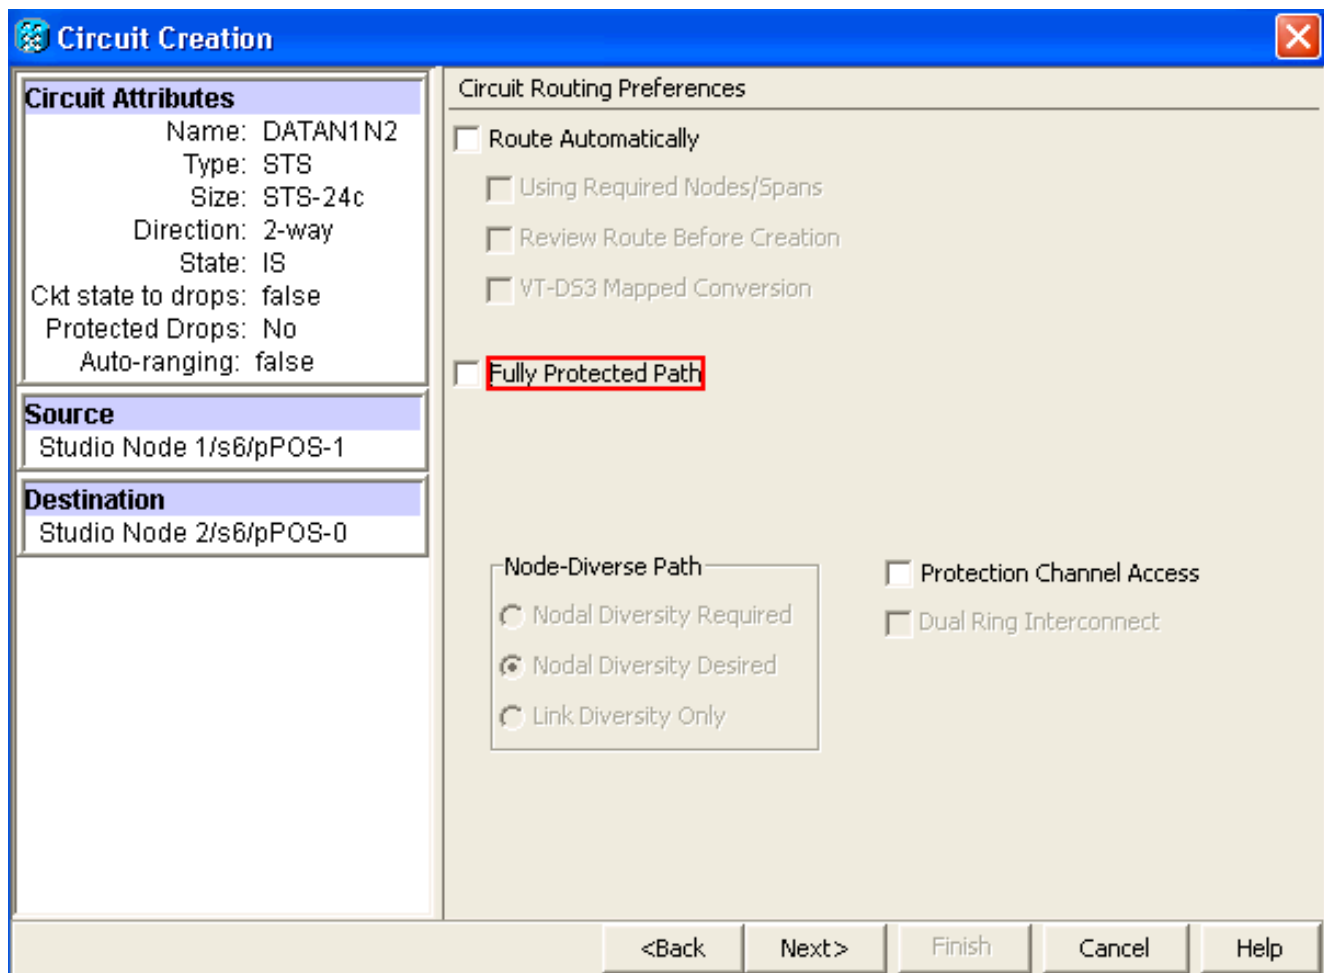 Circuit Creation
Circuit Attributes
Name: DATAN1N2
Type: STS
Size: STS-24c
Direction: 2-way
State: IS
Ckt state to drops: false
Protected Drops: No
Auto-ranging: false
Source
Studio Node 1/s6/pPOS-1
Destination
Studio Node 2/s6/pPOS-0
Circuit Routing Preferences
Route Automatically
Using Required Nodes/Spans
Review Route Before Creation
VT-DS3 Mapped Conversion
Fully Protected Path
Node-Diverse Path
Nodal Diversity Required
Nodal Diversity Desired
Link Diversity Only
Protection Channel Access
Dual Ring Interconnect
<Back
Next>
Finish
Cancel
Help